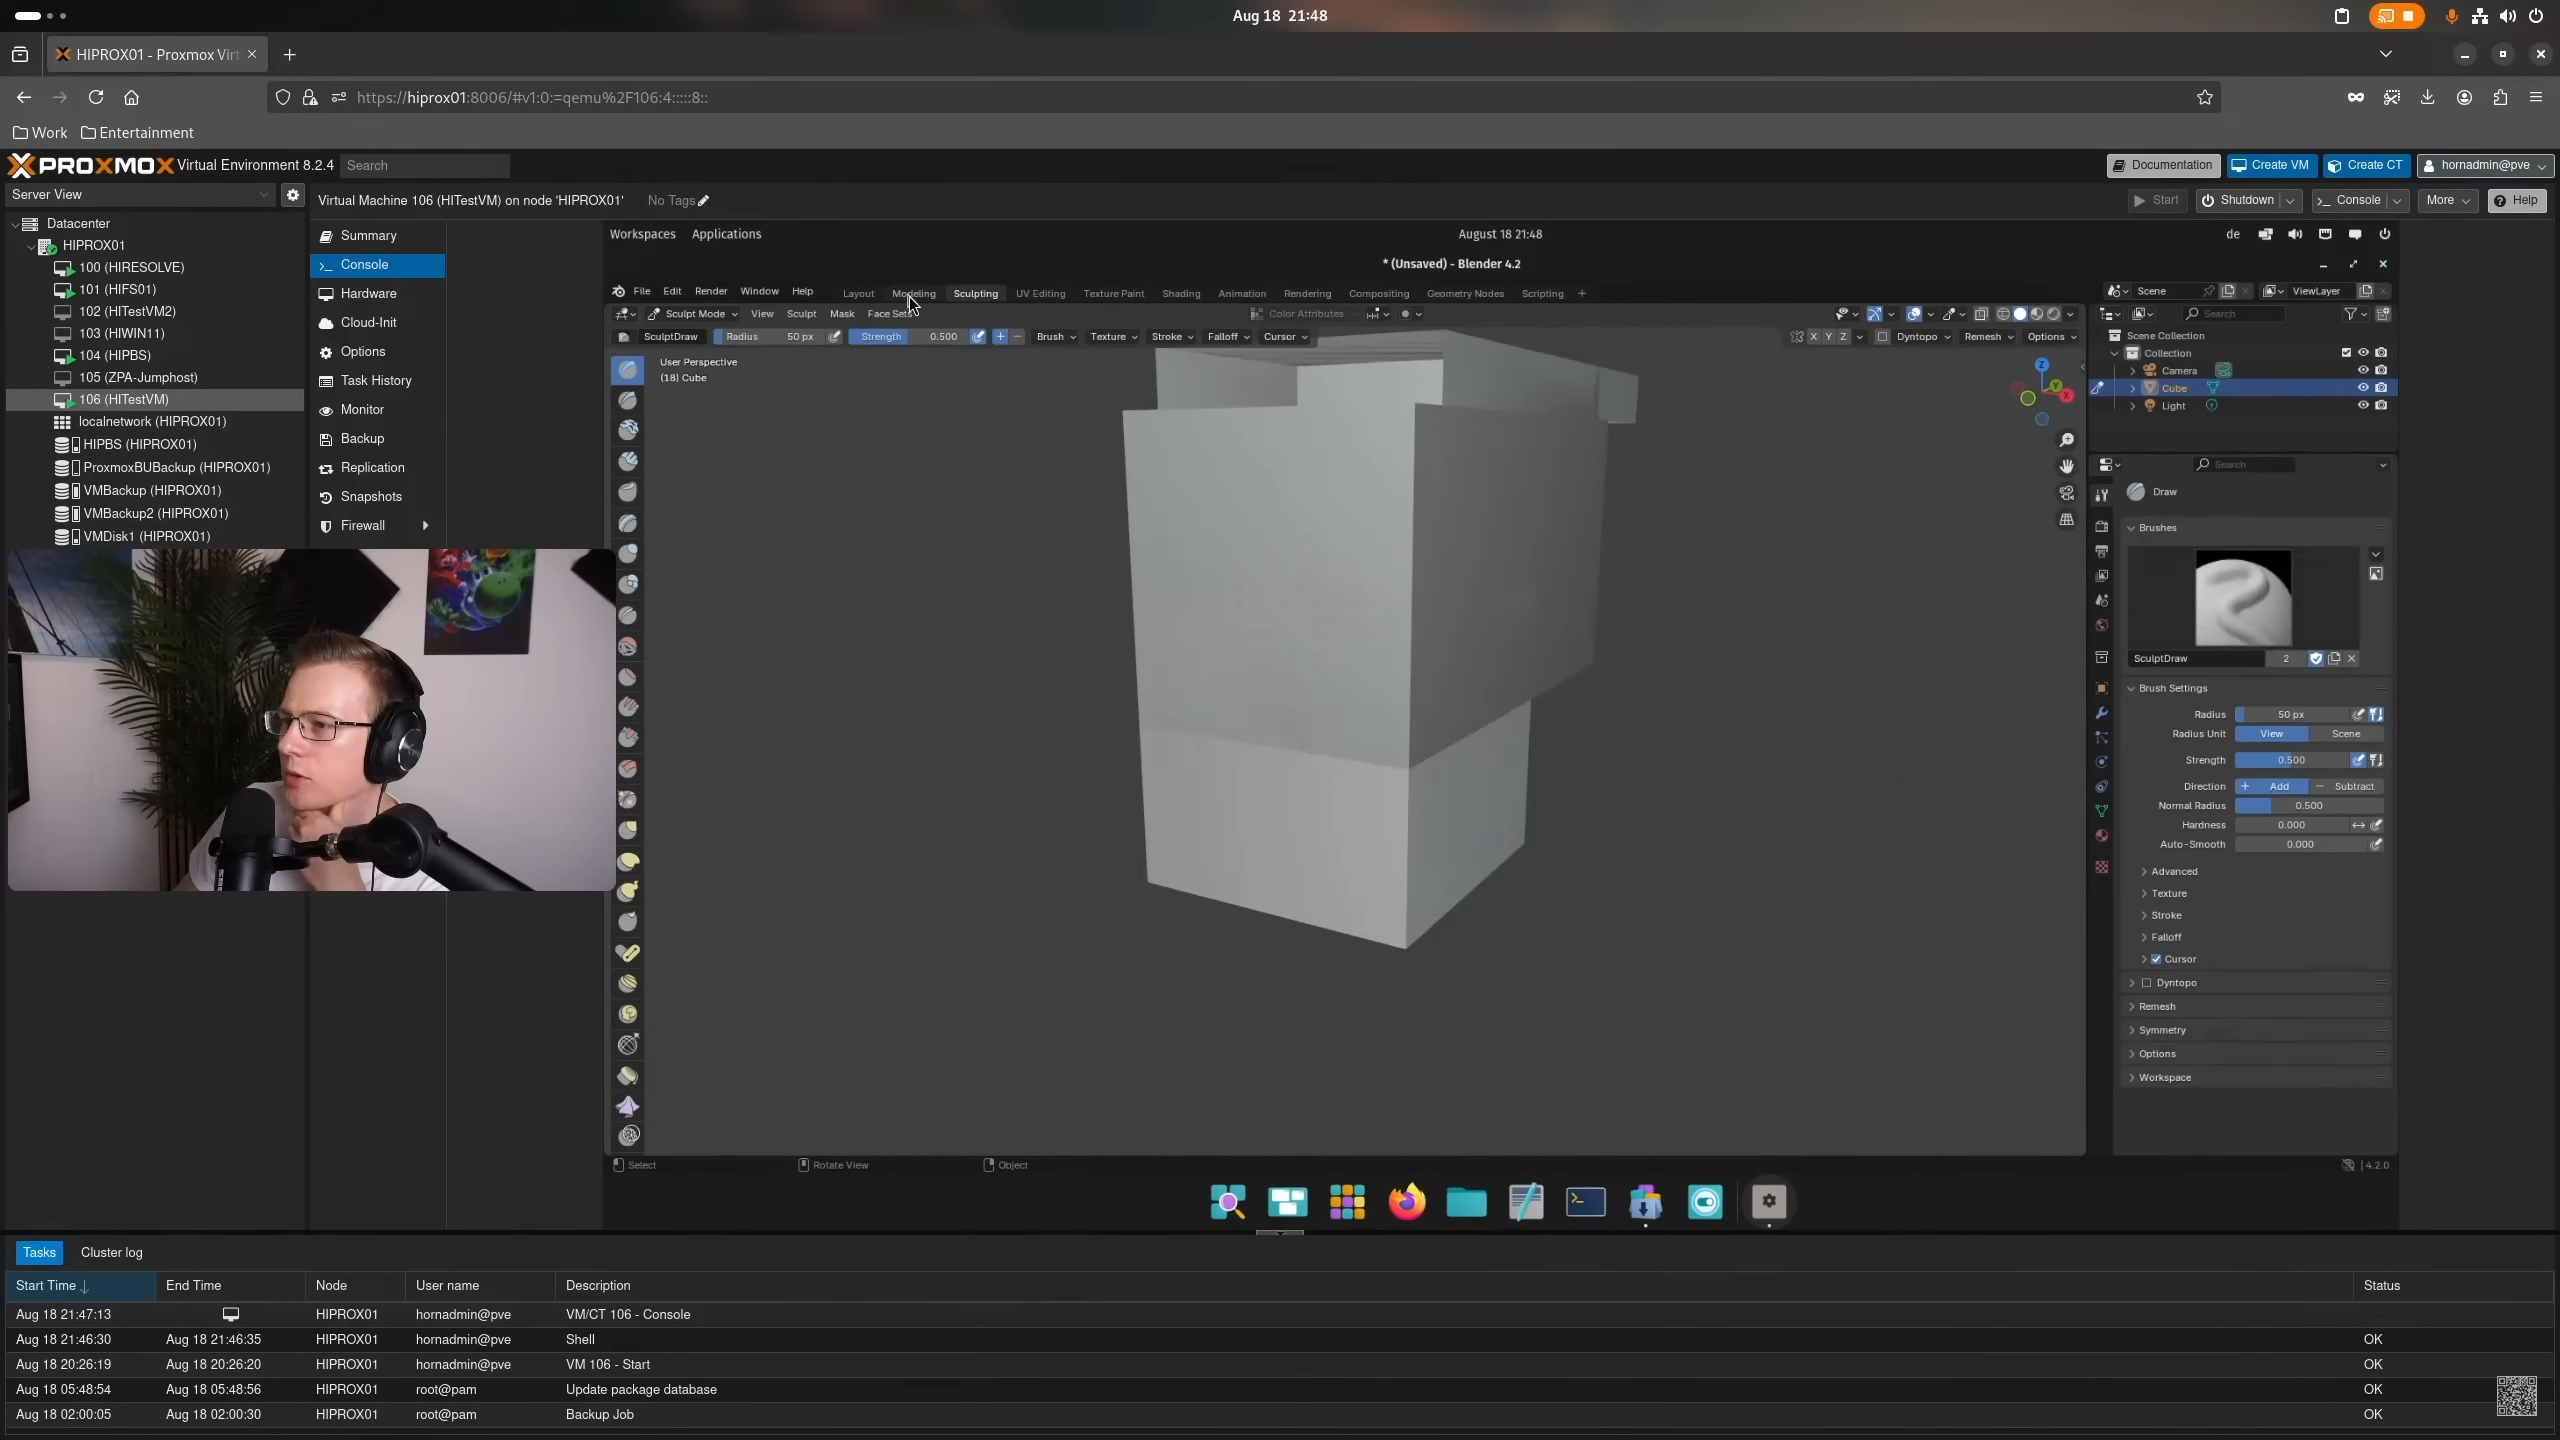 Aug 18 21:48
HIPROX01 - Proxmox Virt
https://hiprox01:8006/#v1:0:=qemu%2F106:4:::::8::
Work
Entertainment
PROXMOX Virtual Environment 8.2.4
Search
Documentation
Create VM
Create CT
hornadmin@pve
Server View
Virtual Machine 106 (HITestVM) on node 'HIPROX01'
No Tags
Start
Shutdown
Console
More
Help
Datacenter
HIPROX01
100 (HIRESOLVE)
101 (HIFS01)
102 (HITestVM2)
103 (HIWIN11)
104 (HIPBS)
105 (ZPA-Jumphost)
106 (HITestVM)
localnetwork (HIPROX01)
HIPBS (HIPROX01)
ProxmoxBUBackup (HIPROX01)
VMBackup (HIPROX01)
VMBackup2 (HIPROX01)
VMDisk1 (HIPROX01)
Summary
Console
Hardware
Cloud-Init
Options
Task History
Monitor
Backup
Replication
Snapshots
Firewall
Workspaces Applications
August 18 21:48
de
* (Unsaved) - Blender 4.2
File Edit Render Window Help
Layout Modeling Sculpting UV Editing Texture Paint Shading Animation Rendering Compositing Geometry Nodes Scripting +
Scene
ViewLayer
Sculpt Mode View Sculpt Mask Face Sets
Color Attributes
SculptDraw Radius 50 px Strength 0.500 Brush Texture Stroke Falloff Cursor
X Y Z Dyntopo Remesh Options
User Perspective
(18) Cube
Z
Y
X
Search
Scene Collection
Collection
Camera
Cube
Light
Search
Draw
Brushes
SculptDraw 2
Brush Settings
Radius 50 px
Radius Unit View Scene
Strength 0.500
Direction + Add − Subtract
Normal Radius 0.500
Hardness 0.000
Auto-Smooth 0.000
Advanced
Texture
Stroke
Falloff
Cursor
Dyntopo
Remesh
Symmetry
Options
Workspace
Select
Rotate View
Object
4.2.0
Tasks
Cluster log
Start Time End Time Node User name Description Status
Aug 18 21:47:13 HIPROX01 hornadmin@pve VM/CT 106 - Console
Aug 18 21:46:30 Aug 18 21:46:35 HIPROX01 hornadmin@pve Shell OK
Aug 18 20:26:19 Aug 18 20:26:20 HIPROX01 hornadmin@pve VM 106 - Start OK
Aug 18 05:48:54 Aug 18 05:48:56 HIPROX01 root@pam Update package database OK
Aug 18 02:00:05 Aug 18 02:00:30 HIPROX01 root@pam Backup Job OK